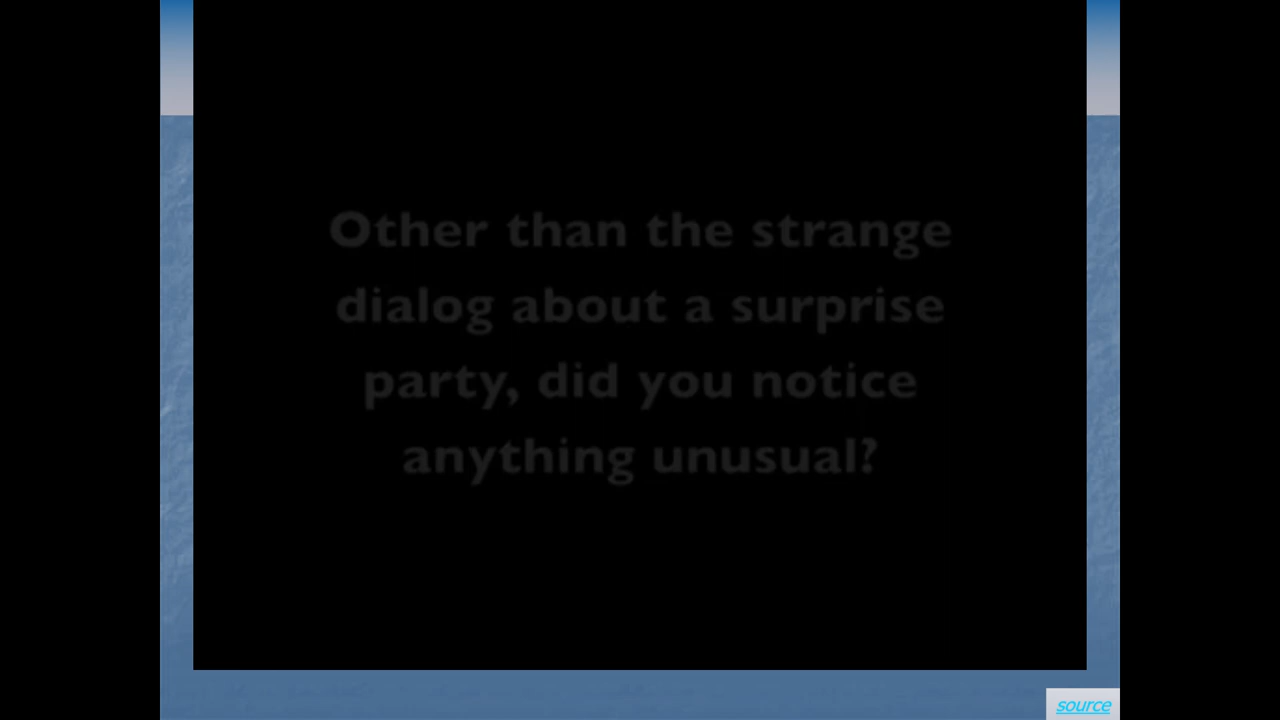 Other than the strange
dialog about a surprise
party, did you notice
anything unusual?
source